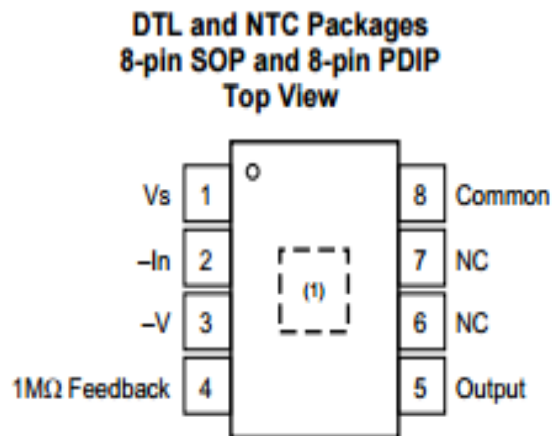 DTL and NTC Packages
8-pin SOP and 8-pin PDIP
Top View
Vs 1 8 Common
–In 2 7 NC
(1)
–V 3 6 NC
1MΩ Feedback 4 5 Output